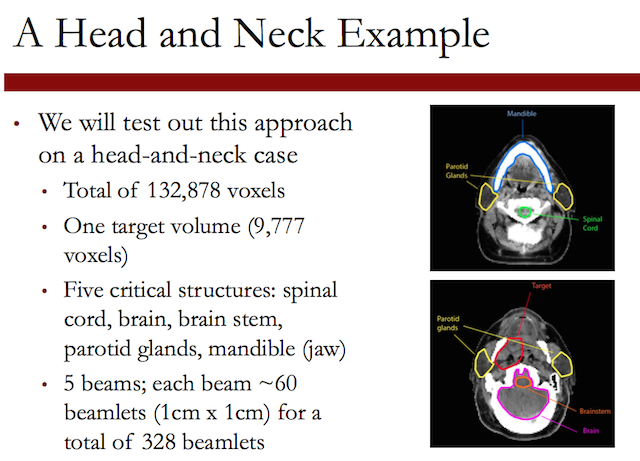 A Head and Neck Example
• We will test out this approach
on a head-and-neck case
• Total of 132,878 voxels
• One target volume (9,777
voxels)
• Five critical structures: spinal
cord, brain, brain stem,
parotid glands, mandible (jaw)
• 5 beams; each beam ~60
beamlets (1cm x 1cm) for a
total of 328 beamlets
Mandible
Parotid
Glands
Spinal
Cord
Target
Parotid
glands
Brainstem
Brain